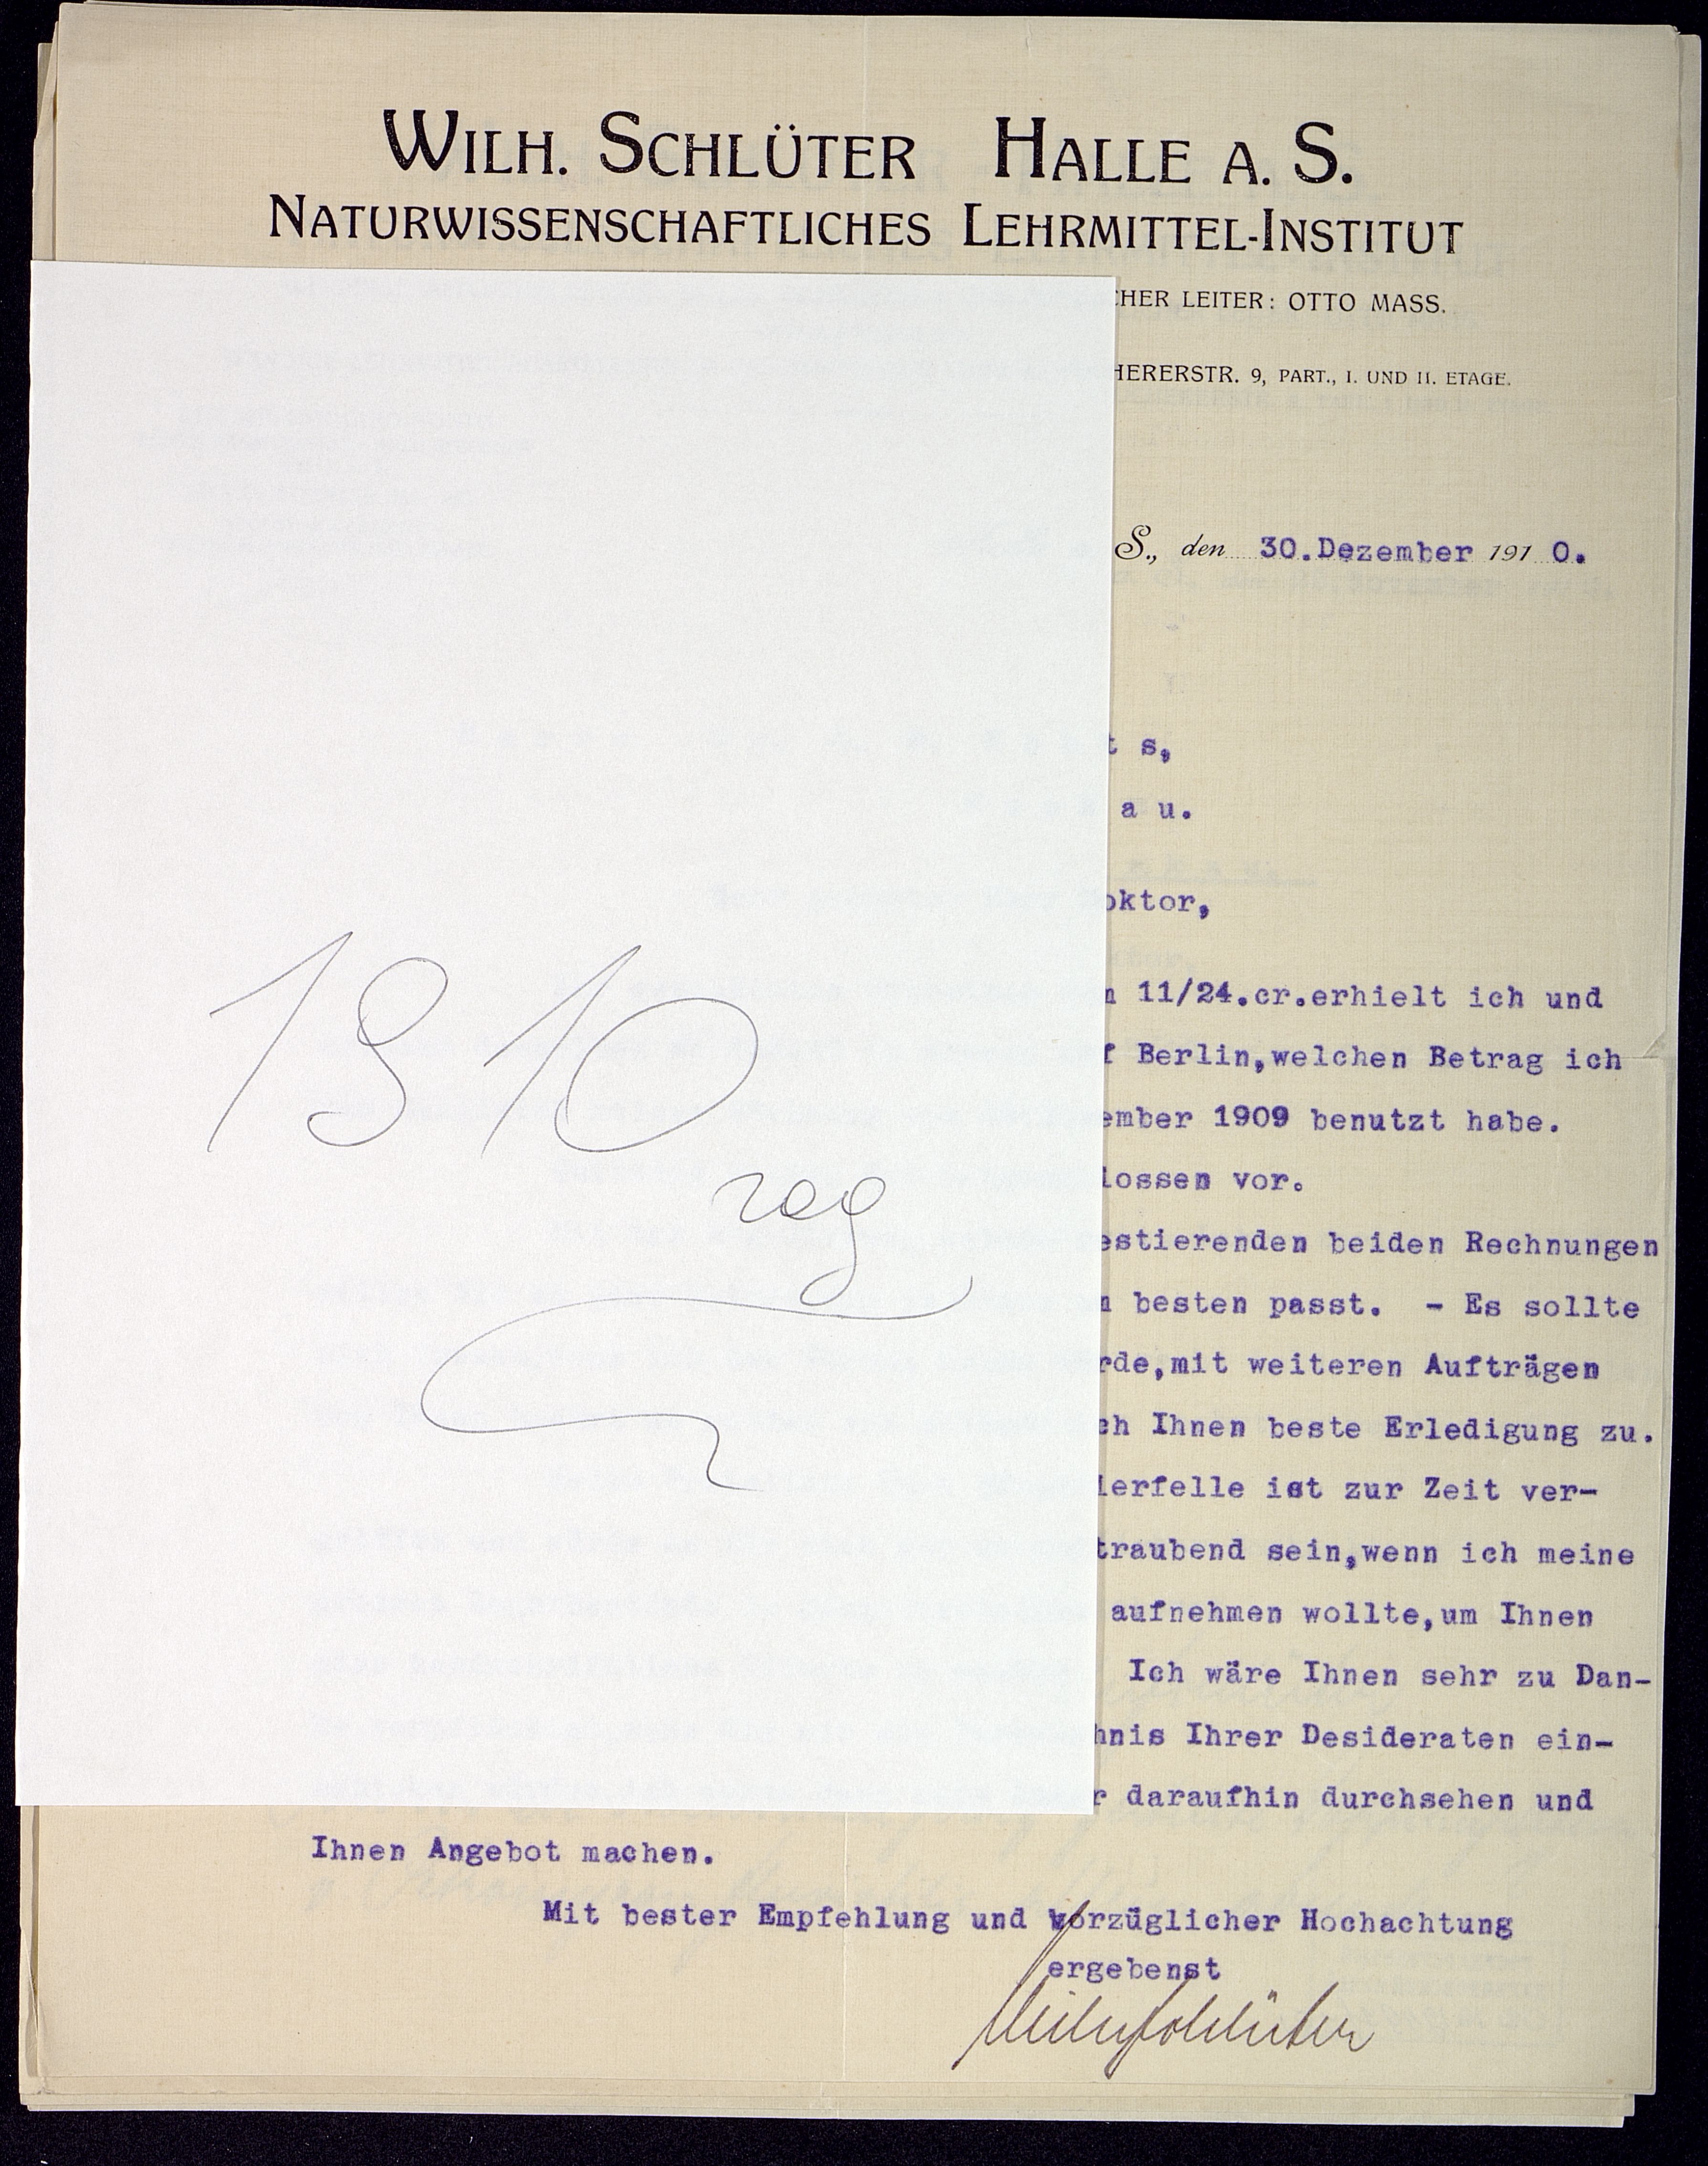 WILH. SCHLÜTER HALLE A. S.
NATURWISSENSCHAFTLICHES LEHRMITTEL-INSTITUT
CHER LEITER: OTTO MASS.
HERERSTR. 9, PART., I. UND II. ETAGE.
S., den 30.Dezember 1910.
t s,
a u.
oktor,
n 11/24.cr.erhielt ich und
f Berlin,welchen Betrag ich
ember 1909 benutzt habe.
lossen vor.
estierenden beiden Rechnungen
n besten passt. - Es sollte
rde,mit weiteren Aufträgen
ch Ihnen beste Erledigung zu.
ierfelle ist zur Zeit ver-
traubend sein,wenn ich meine
aufnehmen wollte,um Ihnen
Ich wäre Ihnen sehr zu Dan-
hnis Ihrer Desideraten ein-
r daraufhin durchsehen und
Ihnen Angebot machen.
Mit bester Empfehlung und vorzüglicher Hochachtung
ergebenst
Wilh Schlüter
1910